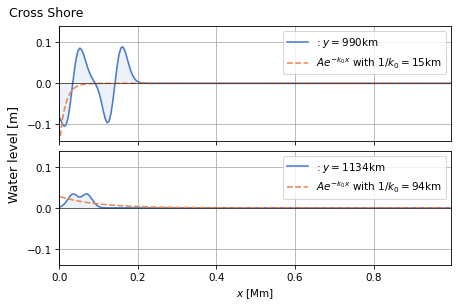 Cross Shore
Water level [m]
0.1
0.0
−0.1
: y = 990km
Ae^{−k₀x} with 1/k₀ = 15km
0.1
0.0
−0.1
: y = 1134km
Ae^{−k₀x} with 1/k₀ = 94km
0.0 0.2 0.4 0.6 0.8
x [Mm]